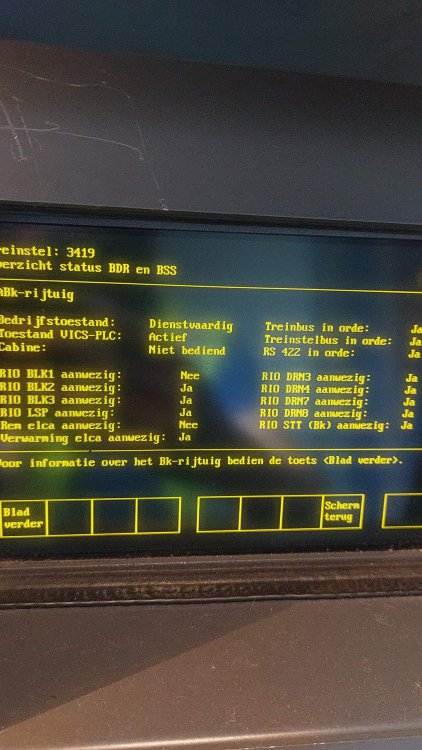 reinstel: 3419
verzicht status BDR en BSS
ABk-rijtuig
Bedrijfstoestand: Dienstvaardig Treinbus in orde: Ja
Toestand VICS-PLC: Actief Treinstelbus in orde: Ja
Cabine: Niet bediend RS 422 in orde: Ja
RIO BLK1 aanwezig: Nee RIO DRN3 aanwezig: Ja
RIO BLK2 aanwezig: Ja RIO DRN4 aanwezig: Ja
RIO BLK3 aanwezig: Ja RIO DRN7 aanwezig: Ja
RIO LSP aanwezig: Ja RIO DRN8 aanwezig: Ja
Rem elca aanwezig: Nee RIO STT (Bk) aanwezig: Ja
Verwarming elca aanwezig: Ja
Voor informatie over het Bk-rijtuig bedien de toets <Blad verder>.
Blad verder
Scherm terug